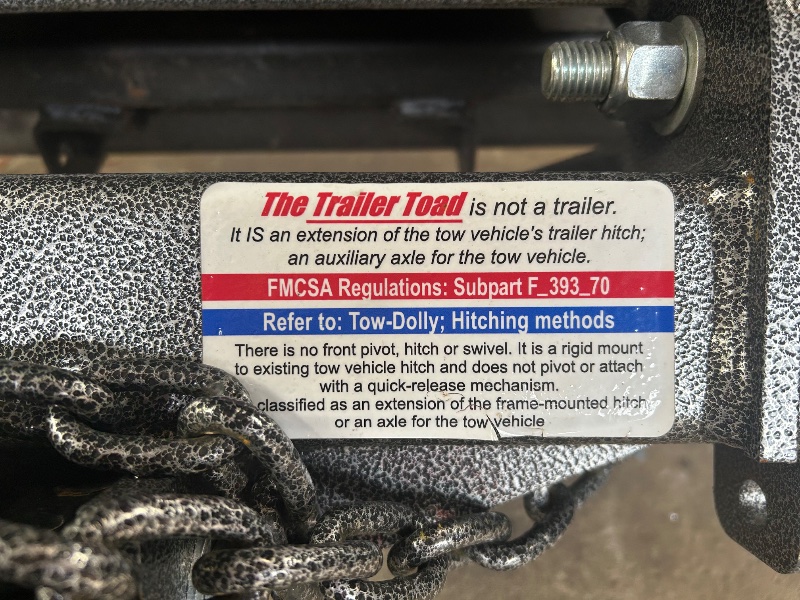 The Trailer Toad is not a trailer.
It IS an extension of the tow vehicle's trailer hitch;
an auxiliary axle for the tow vehicle.
FMCSA Regulations: Subpart F_393_70
Refer to: Tow-Dolly; Hitching methods
There is no front pivot, hitch or swivel. It is a rigid mount
to existing tow vehicle hitch and does not pivot or attach
with a quick-release mechanism.
classified as an extension of the frame-mounted hitch
or an axle for the tow vehicle